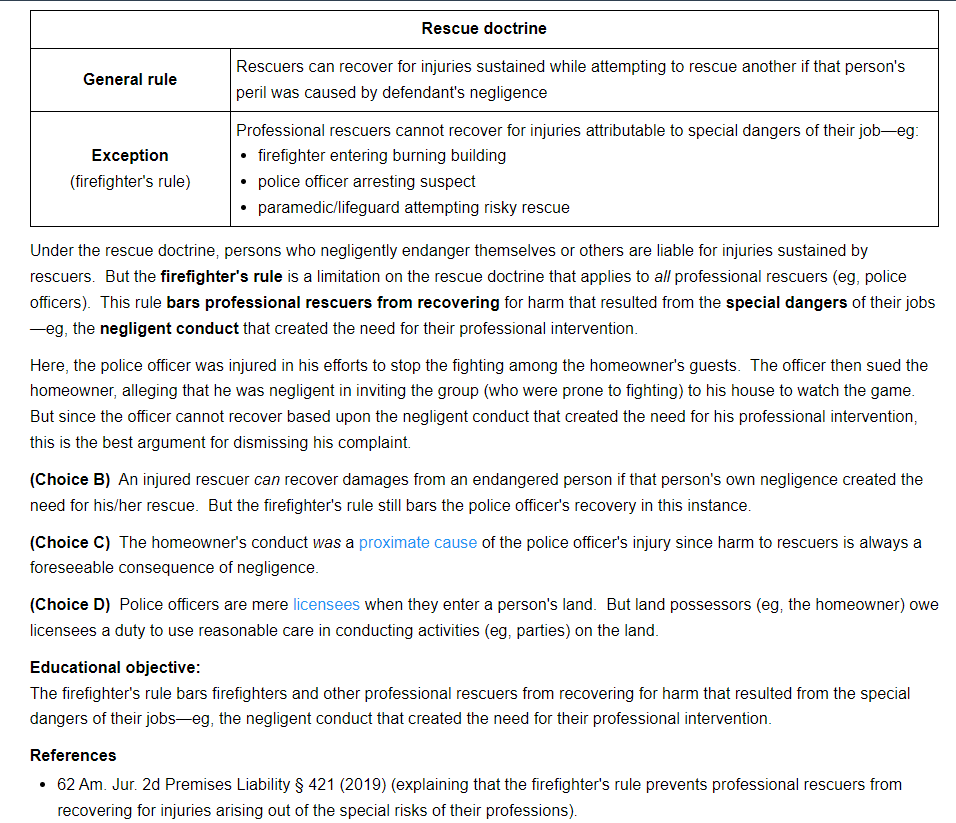 Rescue doctrine
General rule
Rescuers can recover for injuries sustained while attempting to rescue another if that person's
peril was caused by defendant's negligence
Exception
(firefighter's rule)
Professional rescuers cannot recover for injuries attributable to special dangers of their job—eg:
• firefighter entering burning building
• police officer arresting suspect
• paramedic/lifeguard attempting risky rescue
Under the rescue doctrine, persons who negligently endanger themselves or others are liable for injuries sustained by
rescuers.  But the firefighter's rule is a limitation on the rescue doctrine that applies to all professional rescuers (eg, police
officers).  This rule bars professional rescuers from recovering for harm that resulted from the special dangers of their jobs
—eg, the negligent conduct that created the need for their professional intervention.
Here, the police officer was injured in his efforts to stop the fighting among the homeowner's guests.  The officer then sued the
homeowner, alleging that he was negligent in inviting the group (who were prone to fighting) to his house to watch the game.
But since the officer cannot recover based upon the negligent conduct that created the need for his professional intervention,
this is the best argument for dismissing his complaint.
(Choice B)  An injured rescuer can recover damages from an endangered person if that person's own negligence created the
need for his/her rescue.  But the firefighter's rule still bars the police officer's recovery in this instance.
(Choice C)  The homeowner's conduct was a proximate cause of the police officer's injury since harm to rescuers is always a
foreseeable consequence of negligence.
(Choice D)  Police officers are mere licensees when they enter a person's land.  But land possessors (eg, the homeowner) owe
licensees a duty to use reasonable care in conducting activities (eg, parties) on the land.
Educational objective:
The firefighter's rule bars firefighters and other professional rescuers from recovering for harm that resulted from the special
dangers of their jobs—eg, the negligent conduct that created the need for their professional intervention.
References
• 62 Am. Jur. 2d Premises Liability § 421 (2019) (explaining that the firefighter's rule prevents professional rescuers from
recovering for injuries arising out of the special risks of their professions).